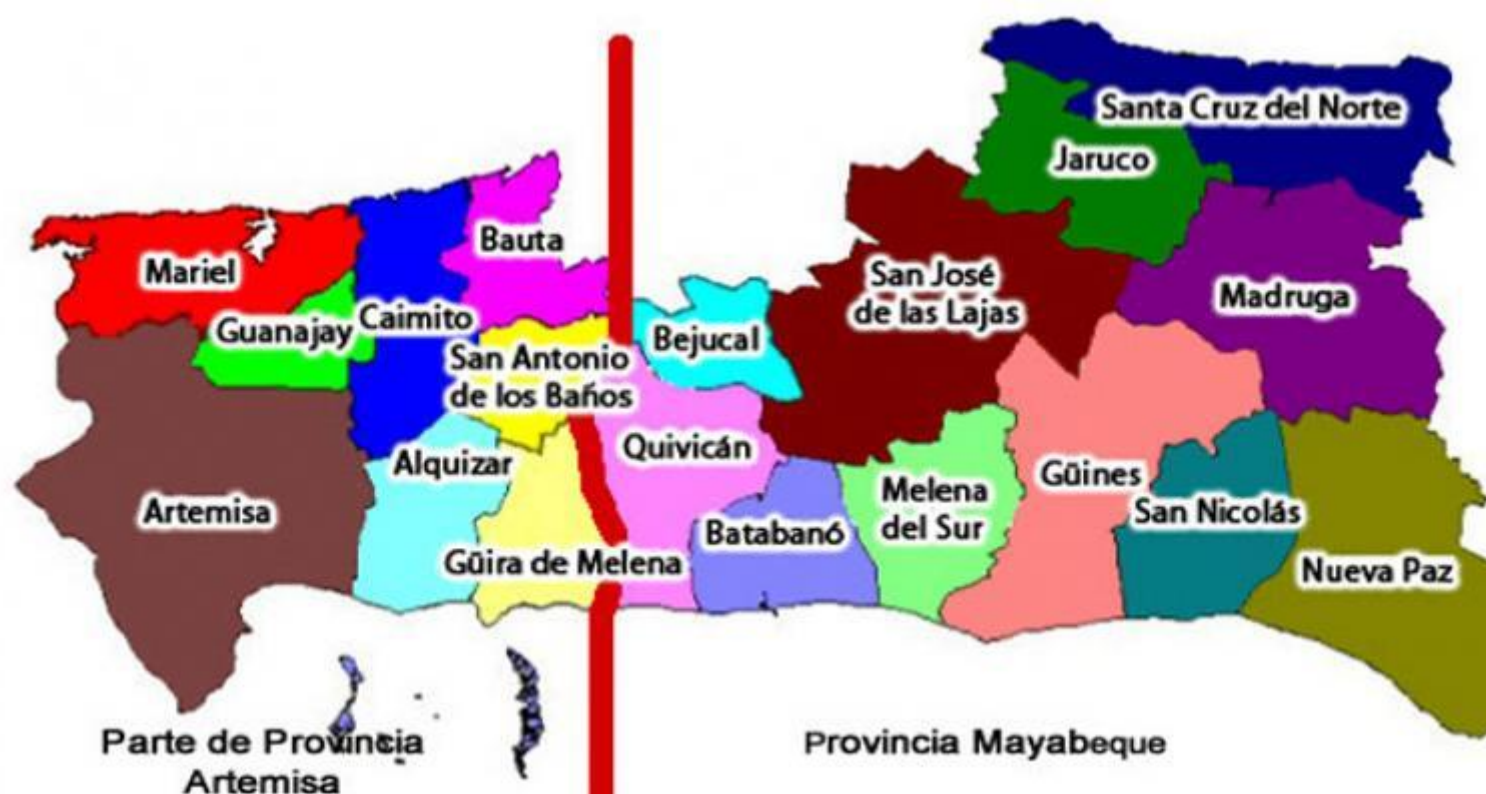 Santa Cruz del Norte
Jaruco
Bauta
Mariel
San José
de las Lajas
Madruga
Guanajay
Caimito
Bejucal
San Antonio
de los Baños
Quivicán
Alquizar
Güines
Melena
del Sur
Artemisa
San Nicolás
Batabanó
Güira de Melena
Nueva Paz
Parte de Provincia
Artemisa
Provincia Mayabeque